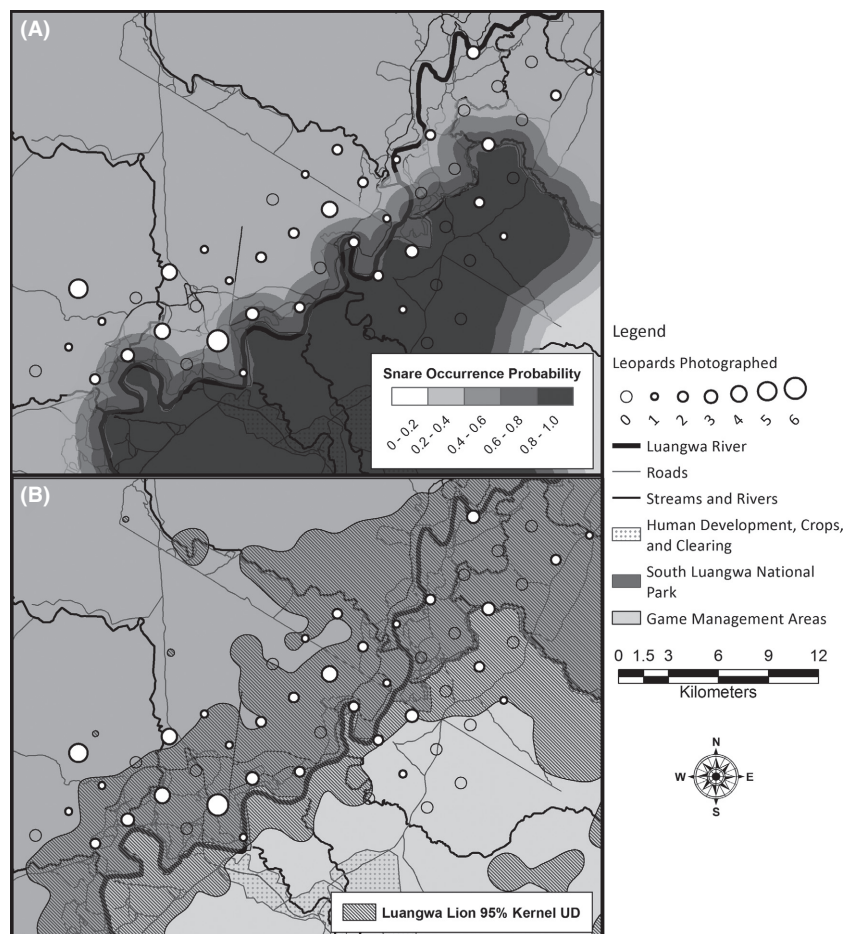 (A)
Snare Occurrence Probability
0 - 0.2
0.2 - 0.4
0.4 - 0.6
0.6 - 0.8
0.8 - 1.0
(B)
Luangwa Lion 95% Kernel UD
Legend
Leopards Photographed
0 1 2 3 4 5 6
Luangwa River
Roads
Streams and Rivers
Human Development, Crops,
and Clearing
South Luangwa National
Park
Game Management Areas
0 1.5 3 6 9 12
Kilometers
N
W E
S